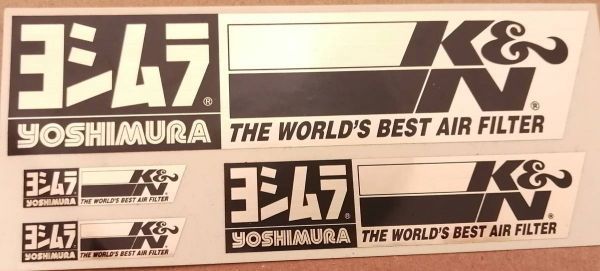 ヨシムラ®
YOSHIMURA
K&N®
THE WORLD'S BEST AIR FILTER
ヨシムラ
YOSHIMURA
K&N
THE WORLD'S BEST AIR FILTER
ヨシムラ
YOSHIMURA
K&N
THE WORLD'S BEST AIR FILTER
ヨシムラ®
YOSHIMURA
K&N®
THE WORLD'S BEST AIR FILTER